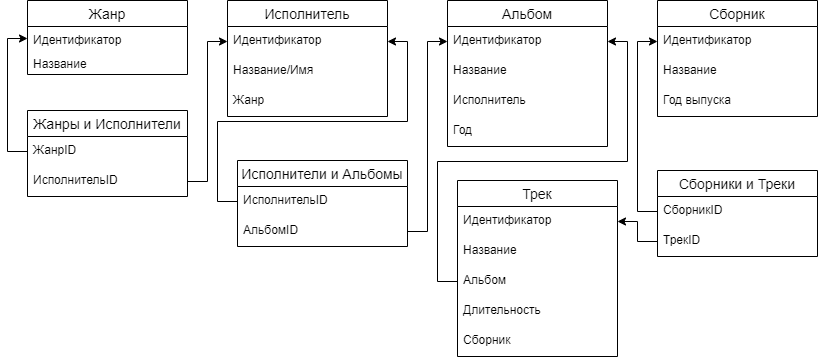 Жанр
Идентификатор
Название
Исполнитель
Идентификатор
Название/Имя
Жанр
Альбом
Идентификатор
Название
Исполнитель
Год
Сборник
Идентификатор
Название
Год выпуска
Жанры и Исполнители
ЖанрID
ИсполнительID
Исполнители и Альбомы
ИсполнительID
АльбомID
Трек
Идентификатор
Название
Альбом
Длительность
Сборник
Сборники и Треки
СборникID
ТрекID